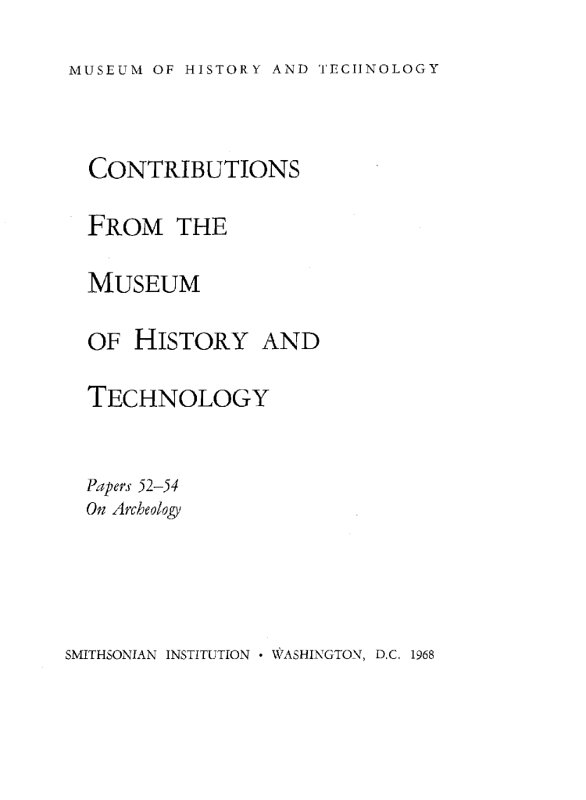 MUSEUM OF HISTORY AND TECHNOLOGY
CONTRIBUTIONS
FROM THE
MUSEUM
OF HISTORY AND
TECHNOLOGY
Papers 52–54
On Archeology
SMITHSONIAN INSTITUTION • WASHINGTON, D.C. 1968